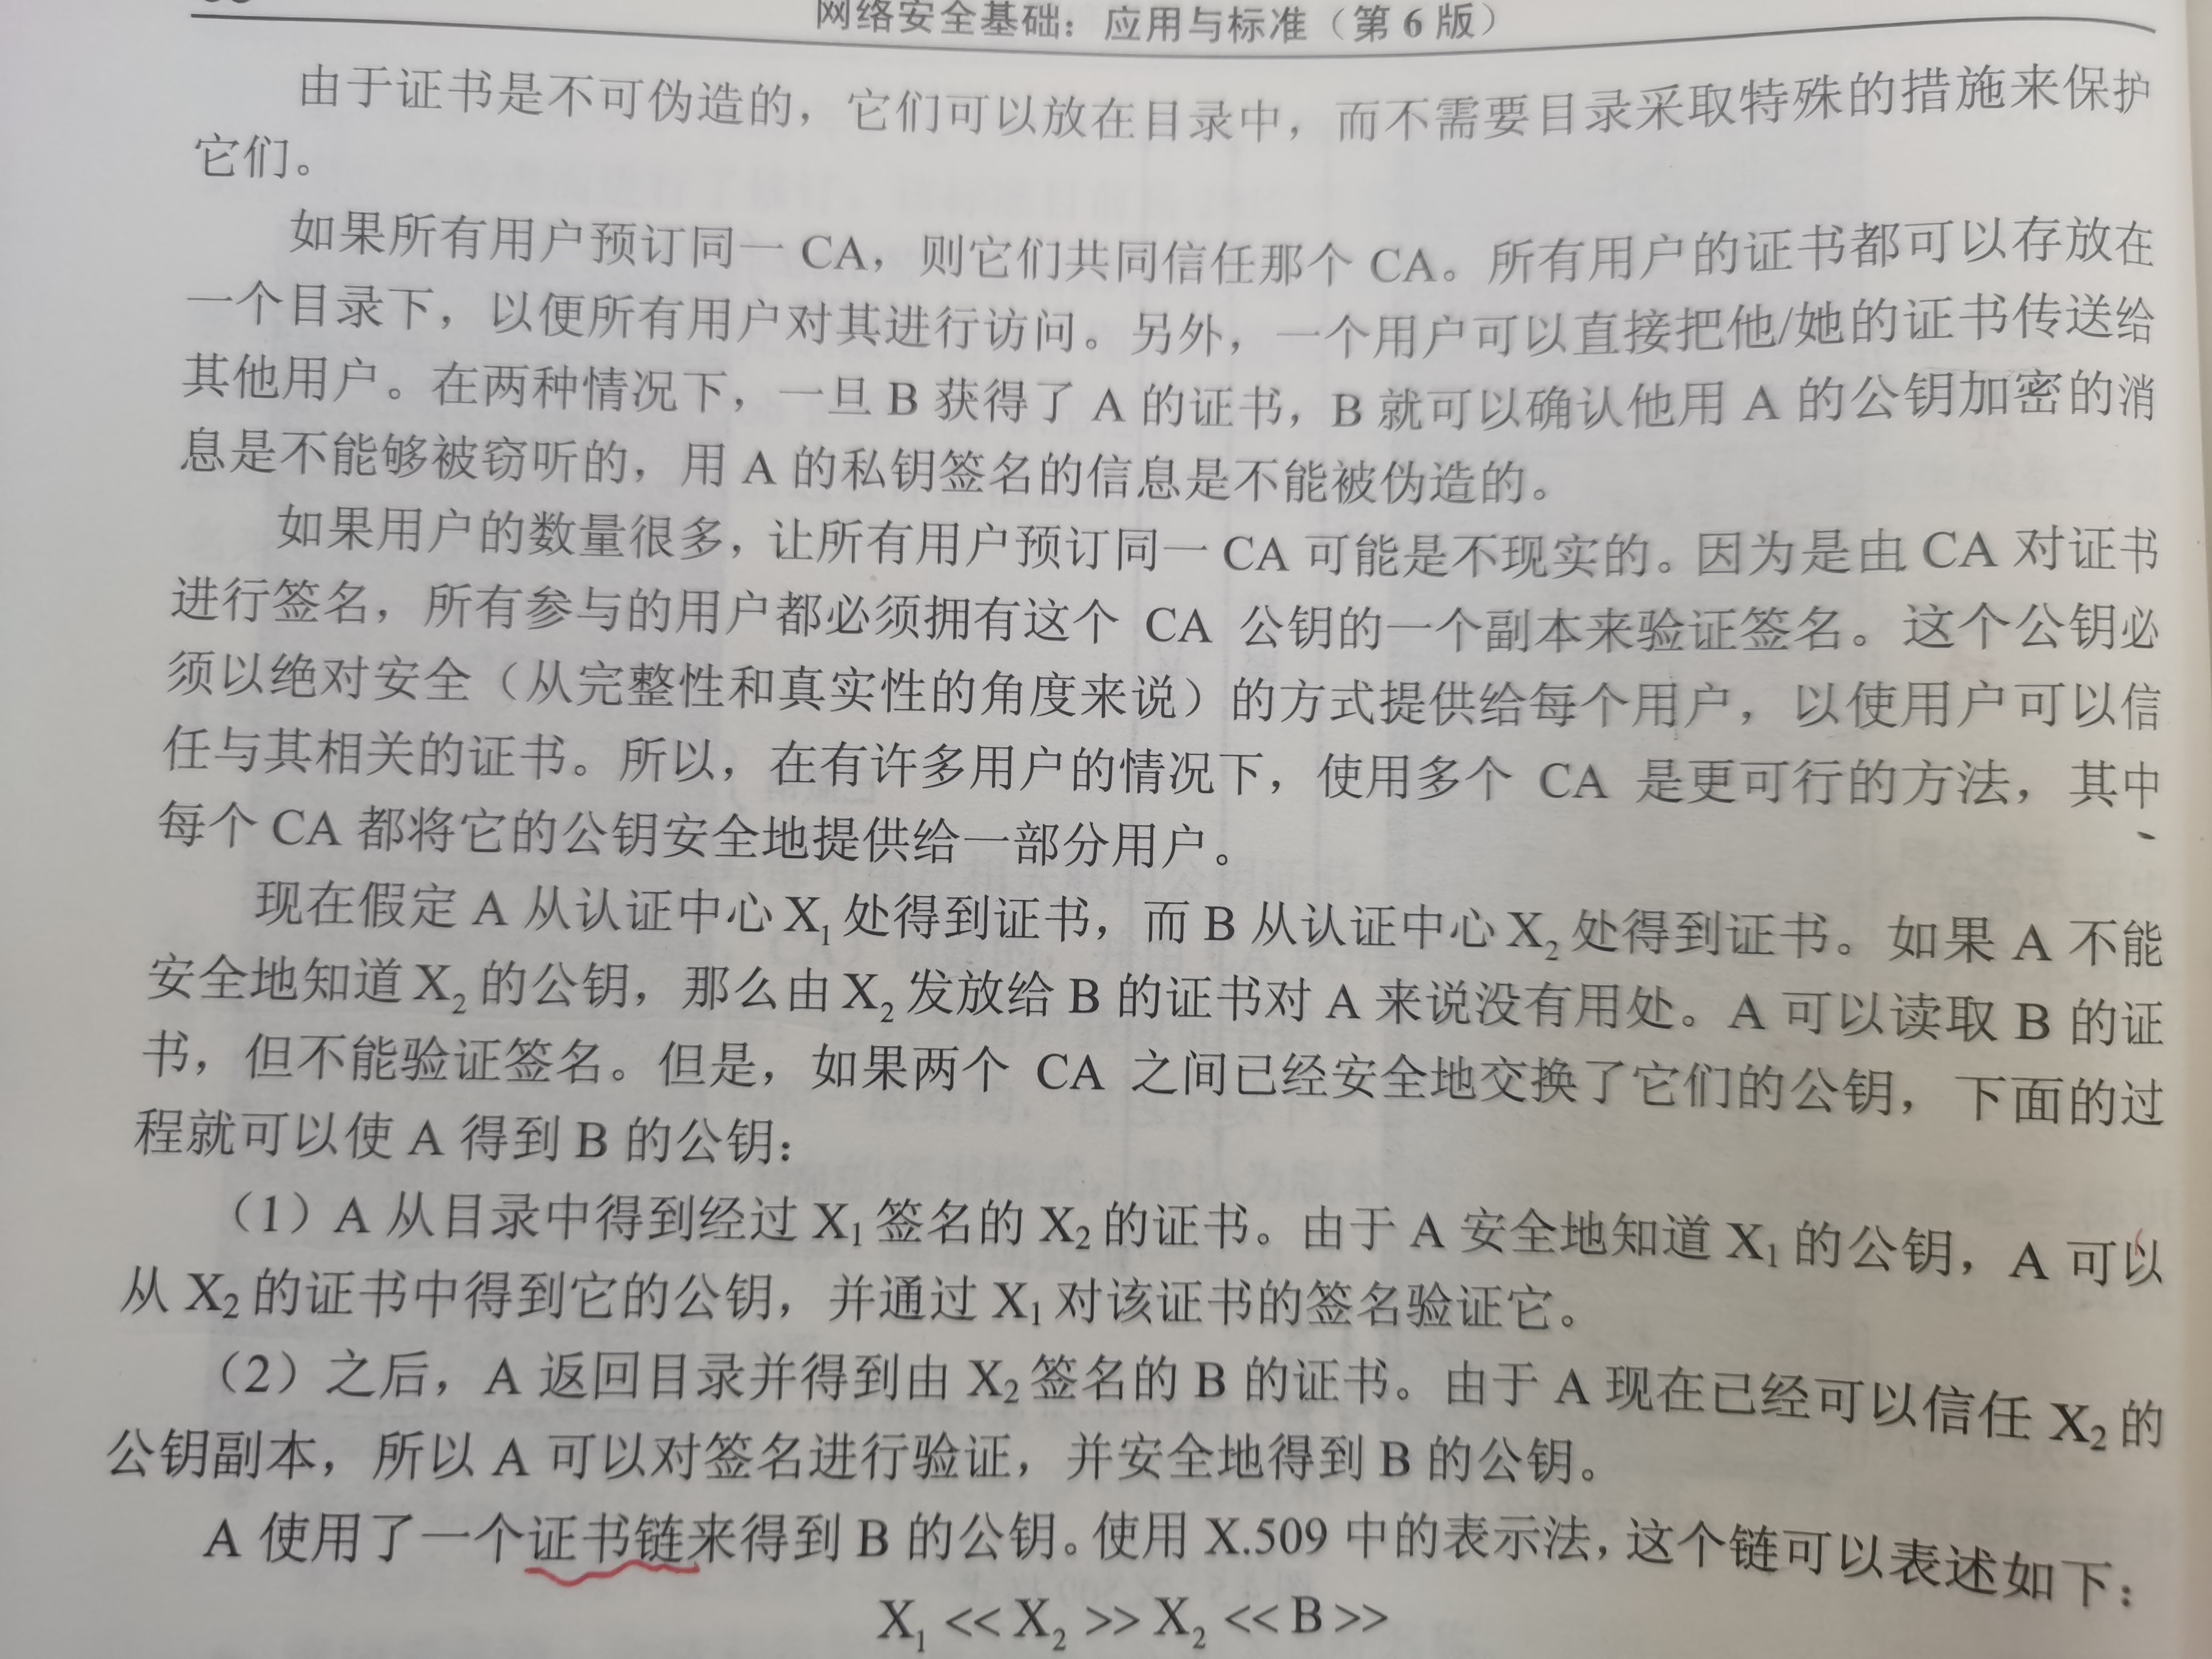 网络安全基础：应用与标准（第 6 版）
由于证书是不可伪造的，它们可以放在目录中，而不需要目录采取特殊的措施来保护
它们。
如果所有用户预订同一 CA，则它们共同信任那个 CA。所有用户的证书都可以存放在
一个目录下，以便所有用户对其进行访问。另外，一个用户可以直接把他/她的证书传送给
其他用户。在两种情况下，一旦 B 获得了 A 的证书，B 就可以确认他用 A 的公钥加密的消
息是不能够被窃听的，用 A 的私钥签名的信息是不能被伪造的。
如果用户的数量很多，让所有用户预订同一 CA 可能是不现实的。因为是由 CA 对证书
进行签名，所有参与的用户都必须拥有这个 CA 公钥的一个副本来验证签名。这个公钥必
须以绝对安全（从完整性和真实性的角度来说）的方式提供给每个用户，以使用户可以信
任与其相关的证书。所以，在有许多用户的情况下，使用多个 CA 是更可行的方法，其中
每个 CA 都将它的公钥安全地提供给一部分用户。
现在假定 A 从认证中心 X₁ 处得到证书，而 B 从认证中心 X₂ 处得到证书。如果 A 不能
安全地知道 X₂ 的公钥，那么由 X₂ 发放给 B 的证书对 A 来说没有用处。A 可以读取 B 的证
书，但不能验证签名。但是，如果两个 CA 之间已经安全地交换了它们的公钥，下面的过
程就可以使 A 得到 B 的公钥：
（1）A 从目录中得到经过 X₁ 签名的 X₂ 的证书。由于 A 安全地知道 X₁ 的公钥，A 可以
从 X₂ 的证书中得到它的公钥，并通过 X₁ 对该证书的签名验证它。
（2）之后，A 返回目录并得到由 X₂ 签名的 B 的证书。由于 A 现在已经可以信任 X₂ 的
公钥副本，所以 A 可以对签名进行验证，并安全地得到 B 的公钥。
A 使用了一个证书链来得到 B 的公钥。使用 X.509 中的表示法，这个链可以表述如下：
X₁ << X₂ >> X₂ << B >>